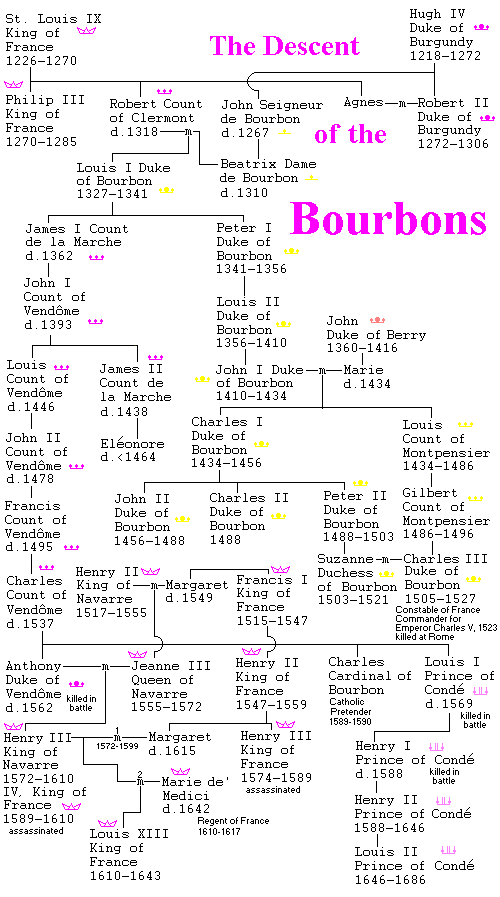 St. Louis IX
King of
France
1226–1270
The Descent
of the
Bourbons
Hugh IV
Duke of
Burgundy
1218–1272
Philip III
King of
France
1270–1285
Robert Count
of Clermont
d.1318
m
John Seigneur
de Bourbon
d.1267
Agnes
m
Robert II
Duke of
Burgundy
1272–1306
Louis I Duke
of Bourbon
1327–1341
Beatrix Dame
de Bourbon
d.1310
James I Count
de la Marche
d.1362
Peter I
Duke of
Bourbon
1341–1356
John I
Count of
Vendôme
d.1393
Louis II
Duke of
Bourbon
1356–1410
John
Duke of Berry
1360–1416
Louis
Count of
Vendôme
d.1446
James II
Count de
la Marche
d.1438
John I Duke
of Bourbon
1410–1434
m
Marie
d.1434
Eléonore
d.<1464
Charles I
Duke of
Bourbon
1434–1456
Louis
Count of
Montpensier
1434–1486
John II
Count of
Vendôme
d.1478
John II
Duke of
Bourbon
1456–1488
Charles II
Duke of
Bourbon
1488
Peter II
Duke of
Bourbon
1488–1503
Gilbert
Count of
Montpensier
1486–1496
Francis
Count of
Vendôme
d.1495
Suzanne
Duchess
of Bourbon
1503–1521
m
Charles III
Duke of
Bourbon
1505–1527
Constable of France
Commander for
Emperor Charles V, 1523
killed at Rome
Charles
Count of
Vendôme
d.1537
Henry II
King of
Navarre
1517–1555
m
Margaret
d.1549
Francis I
King of
France
1515–1547
Anthony
Duke of
Vendôme
d.1562
killed in
battle
m
Jeanne III
Queen of
Navarre
1555–1572
Henry II
King of
France
1547–1559
Charles
Cardinal of
Bourbon
Catholic
Pretender
1589-1590
Louis I
Prince of
Condé
d.1569
killed in
battle
Henry III
King of
Navarre
1572–1610
IV, King of
France
1589–1610
assassinated
1
m
1572-1599
Margaret
d.1615
Henry III
King of
France
1574–1589
assassinated
Henry I
Prince of Condé
d.1588
killed in
battle
2
m
Marie de'
Medici
d.1642
Regent of France
1610-1617
Henry II
Prince of Condé
1588–1646
Louis XIII
King of
France
1610–1643
Louis II
Prince of Condé
1646–1686